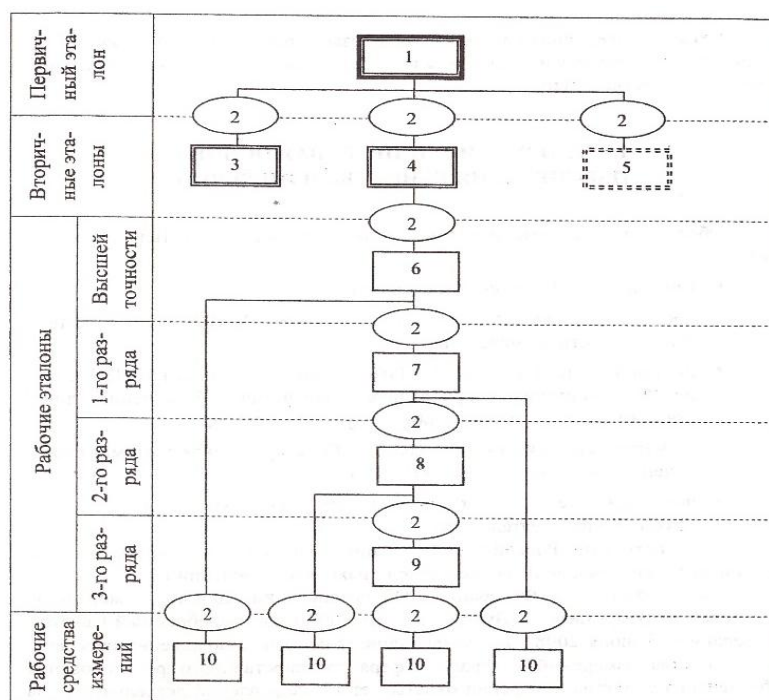 Первич-
ный эта-
лон
1
2 2 2
Вторич-
ные эта-
лоны
3 4 5
2
Рабочие эталоны
Высшей
точности
6
2
1-го раз-
ряда
7
2
2-го раз-
ряда
8
2
3-го раз-
ряда
9
2 2 2 2
Рабочие
средства
измере-
ний
10 10 10 10